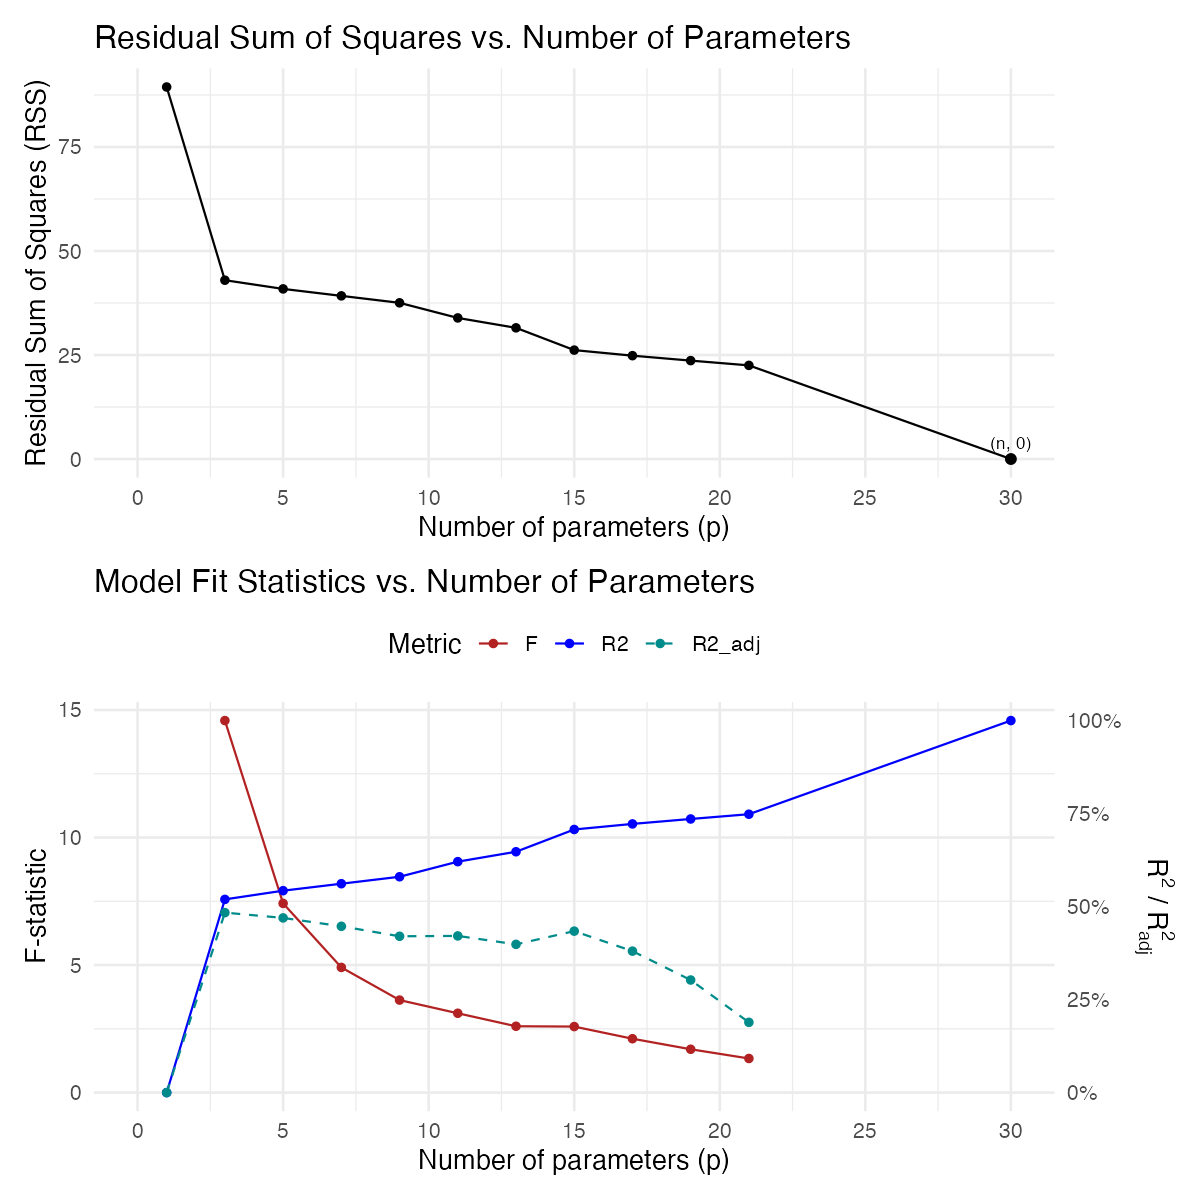 Residual Sum of Squares vs. Number of Parameters
Residual Sum of Squares (RSS)
75
50
25
0
(n, 0)
0 5 10 15 20 25 30
Number of parameters (p)
Model Fit Statistics vs. Number of Parameters
Metric F R2 R2_adj
F-statistic
15
10
5
0
100%
75%
50%
25%
0%
R² / R²adj
0 5 10 15 20 25 30
Number of parameters (p)